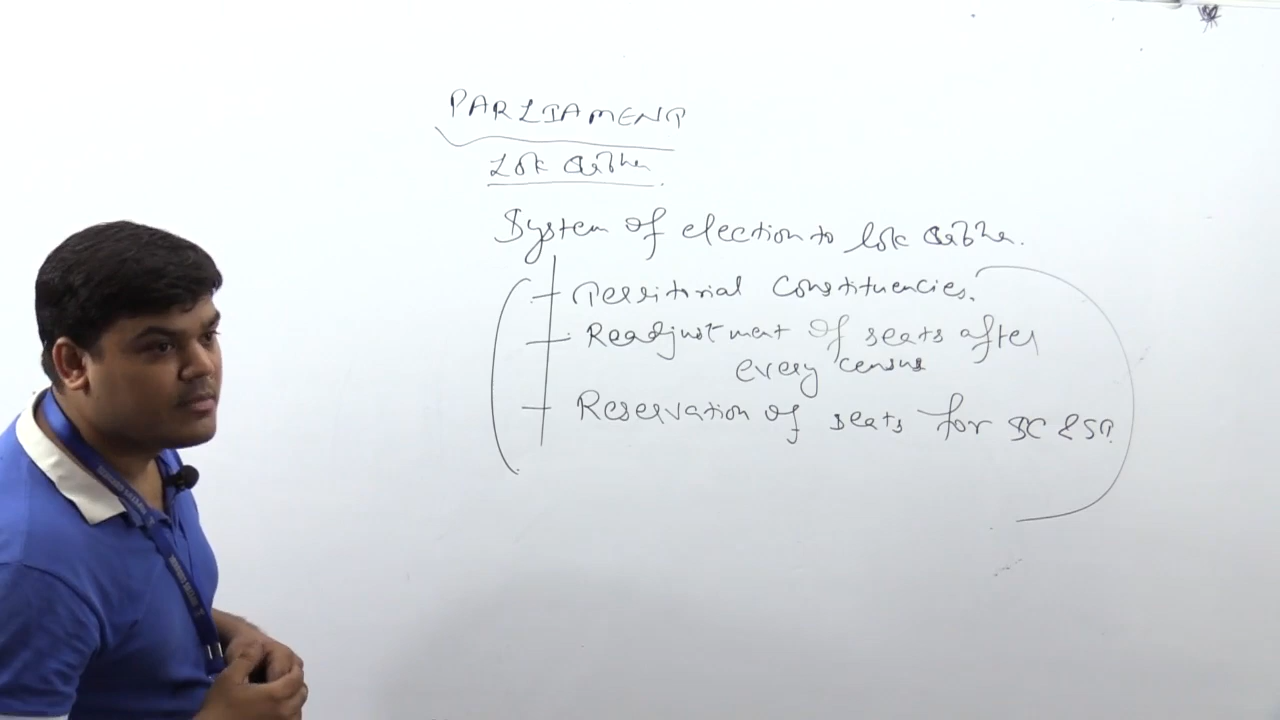 PARLIAMENT
Lok Sabha
System of election to Lok Sabha.
- Territorial Constituencies.
- Readjustment of seats after
every census
- Reservation of seats for SC & ST.